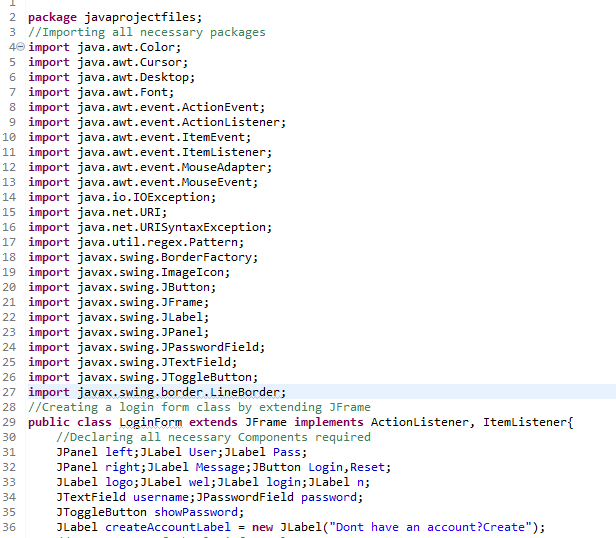 1
2 package javaprojectfiles;
3 //Importing all necessary packages
4 import java.awt.Color;
5 import java.awt.Cursor;
6 import java.awt.Desktop;
7 import java.awt.Font;
8 import java.awt.event.ActionEvent;
9 import java.awt.event.ActionListener;
10 import java.awt.event.ItemEvent;
11 import java.awt.event.ItemListener;
12 import java.awt.event.MouseAdapter;
13 import java.awt.event.MouseEvent;
14 import java.io.IOException;
15 import java.net.URI;
16 import java.net.URISyntaxException;
17 import java.util.regex.Pattern;
18 import javax.swing.BorderFactory;
19 import javax.swing.ImageIcon;
20 import javax.swing.JButton;
21 import javax.swing.JFrame;
22 import javax.swing.JLabel;
23 import javax.swing.JPanel;
24 import javax.swing.JPasswordField;
25 import javax.swing.JTextField;
26 import javax.swing.JToggleButton;
27 import javax.swing.border.LineBorder;
28 //Creating a login form class by extending JFrame
29 public class LoginForm extends JFrame implements ActionListener, ItemListener{
30 //Declaring all necessary Components required
31 JPanel left;JLabel User;JLabel Pass;
32 JPanel right;JLabel Message;JButton Login,Reset;
33 JLabel logo;JLabel wel;JLabel login;JLabel n;
34 JTextField username;JPasswordField password;
35 JToggleButton showPassword;
36 JLabel createAccountLabel = new JLabel("Dont have an account?Create");